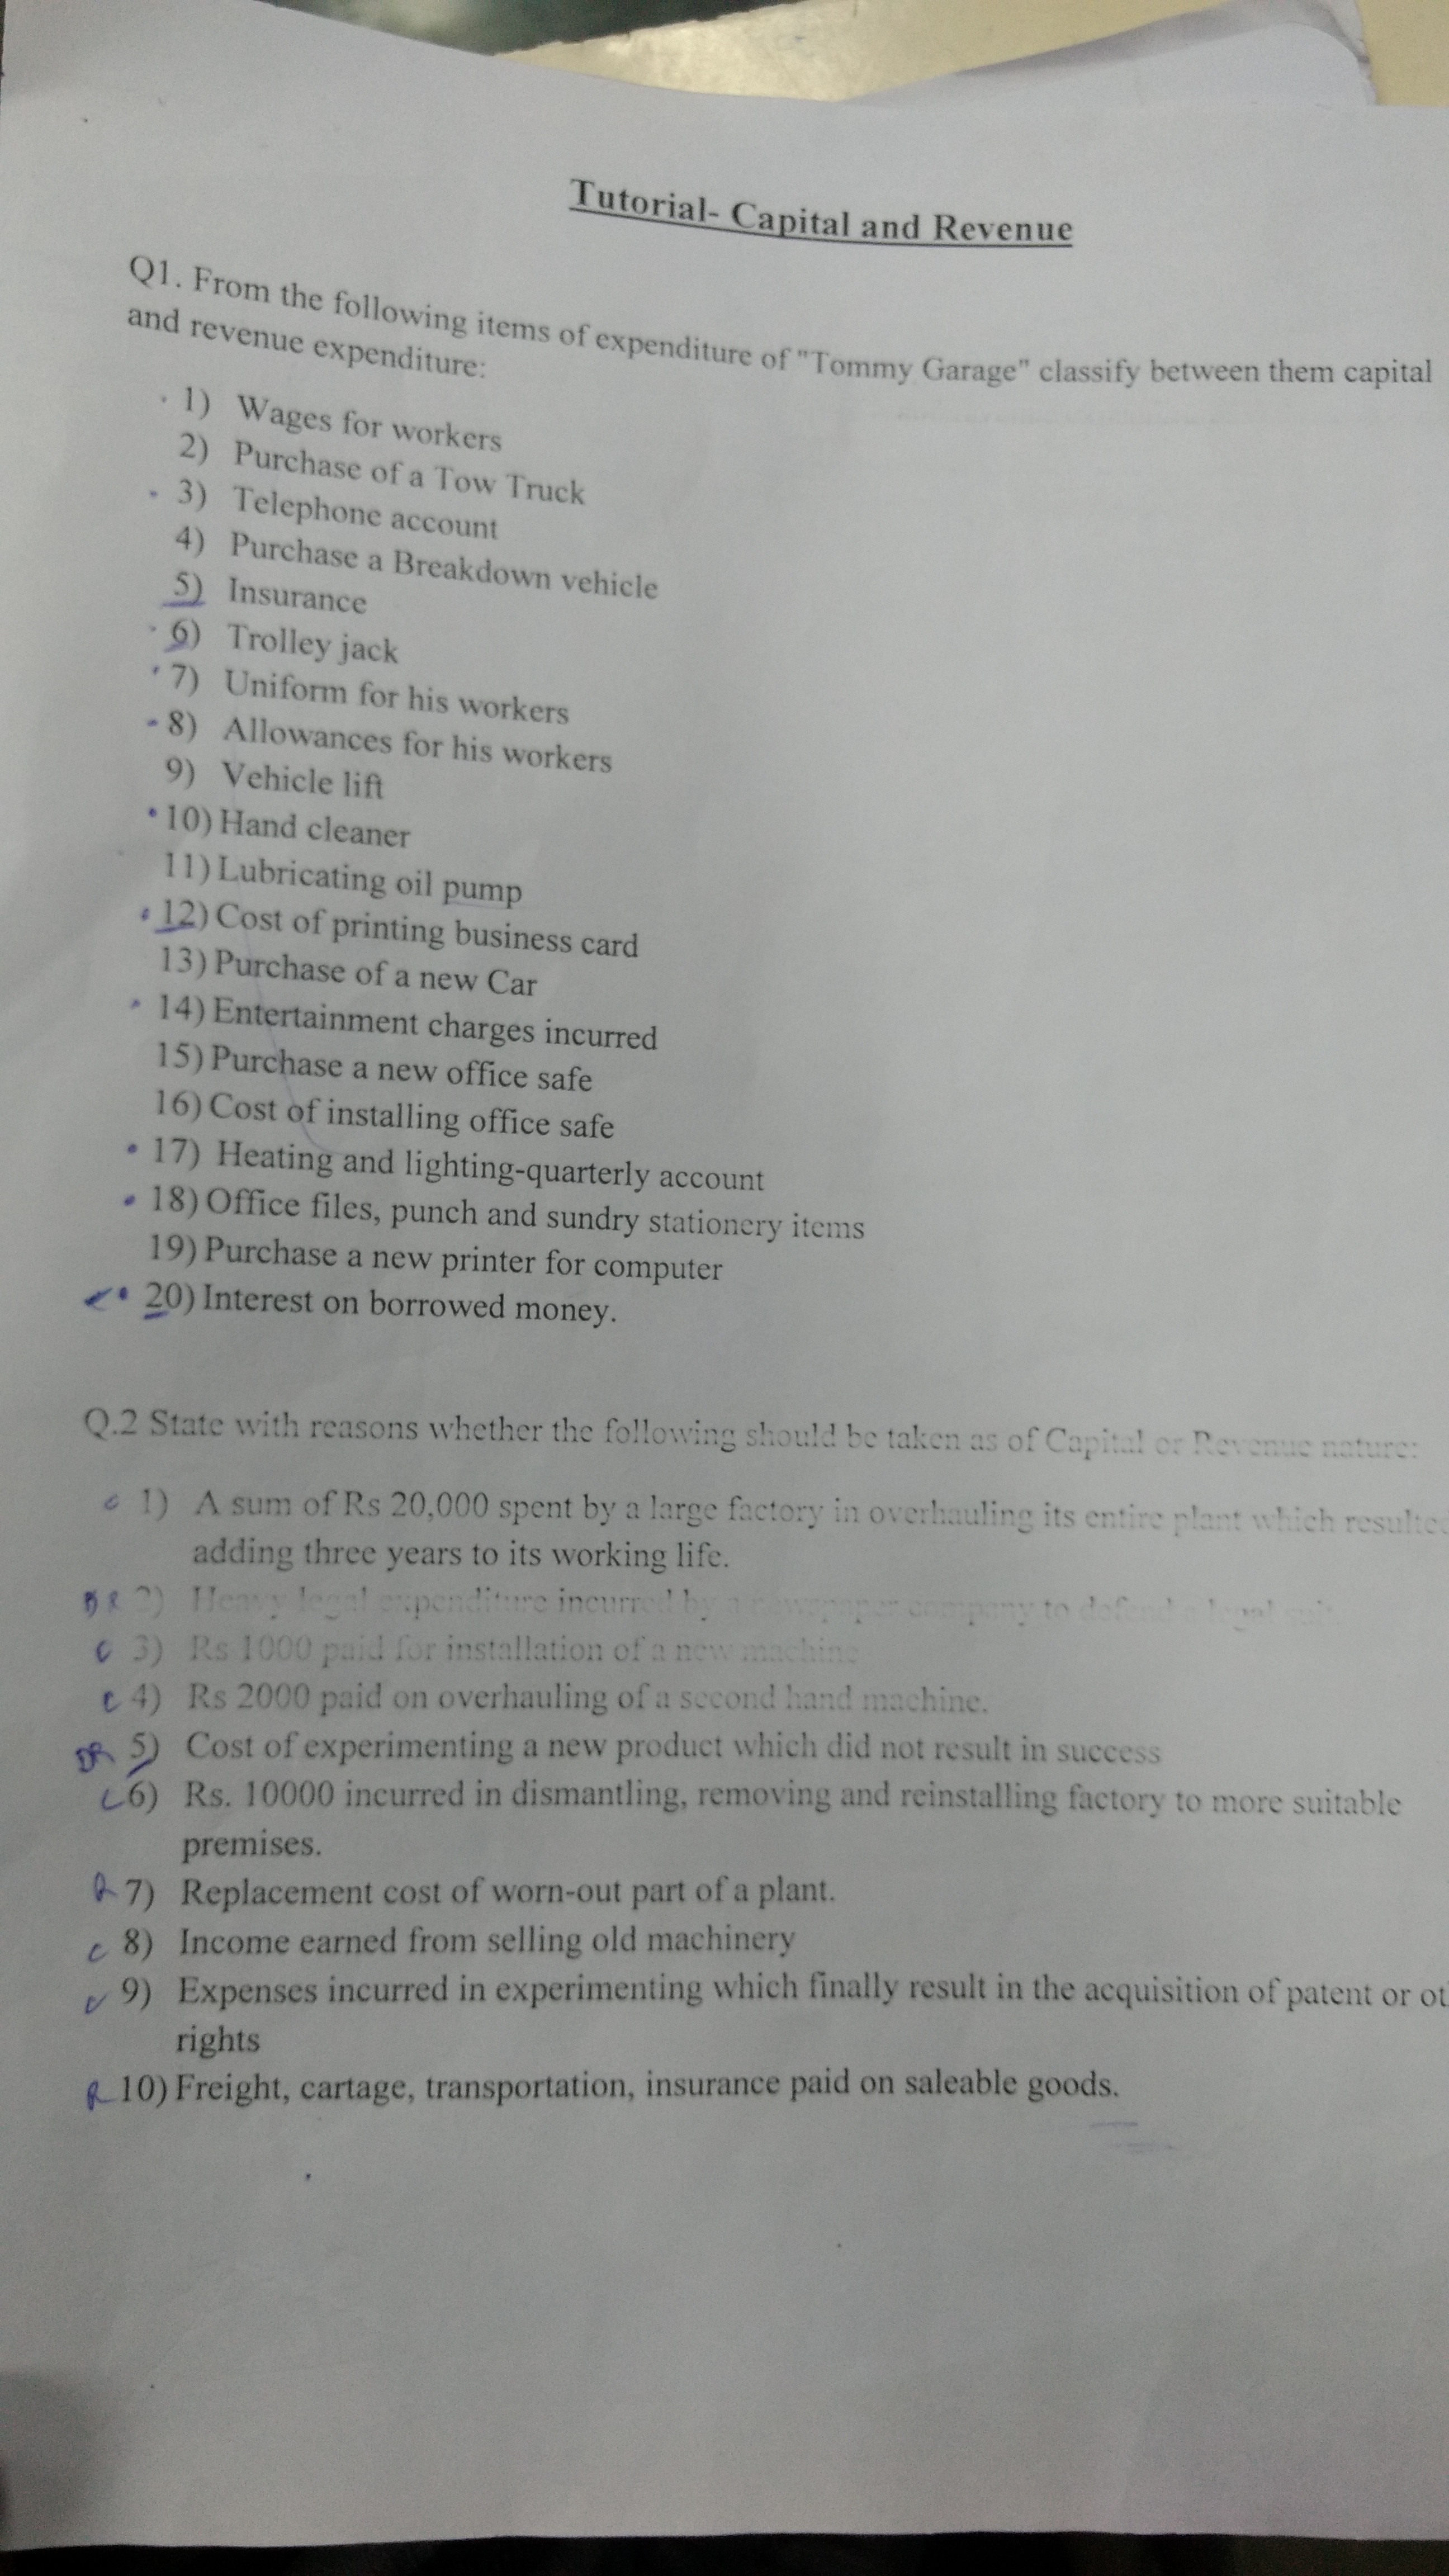 Tutorial- Capital and Revenue
Q1. From the following items of expenditure of "Tommy Garage" classify between them capital
and revenue expenditure:
1) Wages for workers
2) Purchase of a Tow Truck
3) Telephone account
4) Purchase a Breakdown vehicle
5) Insurance
6) Trolley jack
7) Uniform for his workers
8) Allowances for his workers
9) Vehicle lift
10) Hand cleaner
11) Lubricating oil pump
12) Cost of printing business card
13) Purchase of a new Car
14) Entertainment charges incurred
15) Purchase a new office safe
16) Cost of installing office safe
17) Heating and lighting-quarterly account
18) Office files, punch and sundry stationery items
19) Purchase a new printer for computer
20) Interest on borrowed money.
Q.2 State with reasons whether the following should be taken as of Capital or Revenue nature:
c 1) A sum of Rs 20,000 spent by a large factory in overhauling its entire plant which resulted
adding three years to its working life.
R 2) Heavy legal expenditure incurred by a newspaper company to defend a legal suit
C 3) Rs 1000 paid for installation of a new machine
C 4) Rs 2000 paid on overhauling of a second hand machine.
5) Cost of experimenting a new product which did not result in success
C 6) Rs. 10000 incurred in dismantling, removing and reinstalling factory to more suitable
premises.
R 7) Replacement cost of worn-out part of a plant.
C 8) Income earned from selling old machinery
C 9) Expenses incurred in experimenting which finally result in the acquisition of patent or ot
rights
R 10) Freight, cartage, transportation, insurance paid on saleable goods.